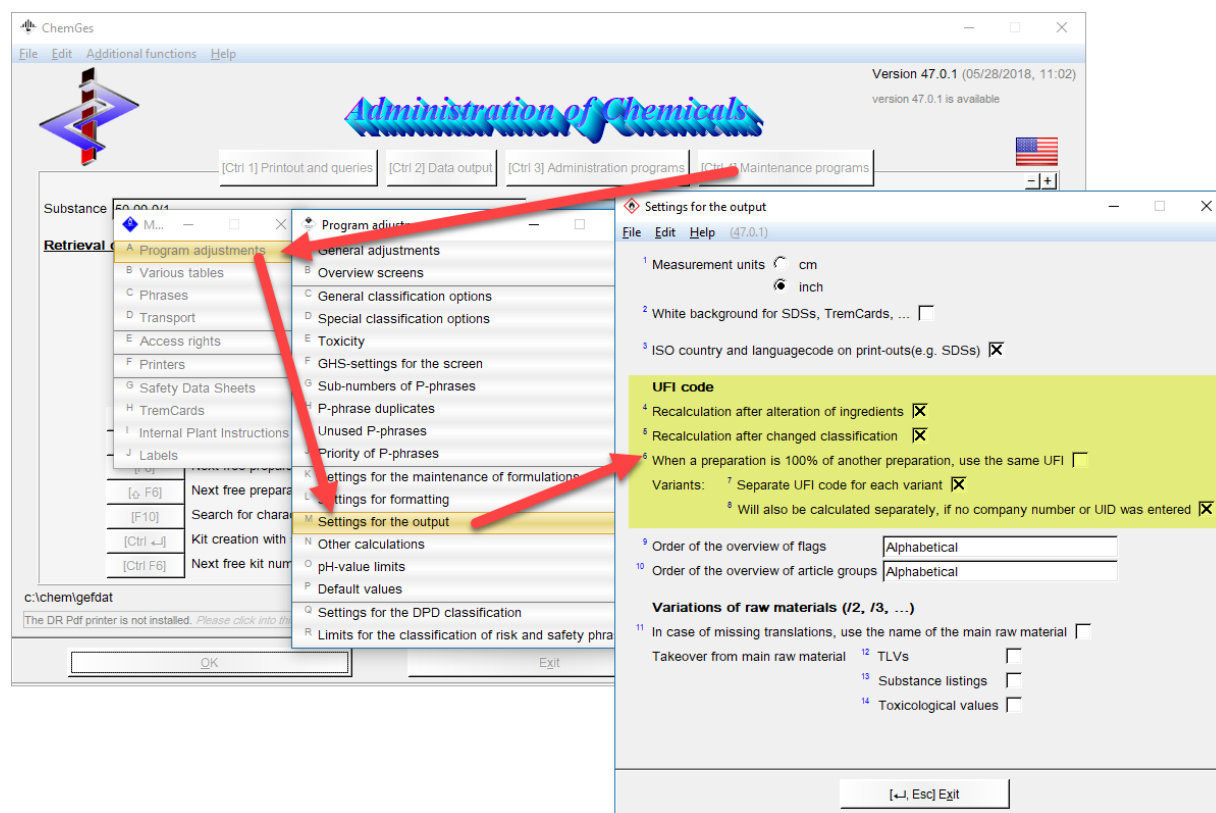 ChemGes
File Edit Additional functions Help
Version 47.0.1 (05/28/2018, 11:02)
version 47.0.1 is available
Administration of Chemicals
[Ctrl 1] Printout and queries
[Ctrl 2] Data output
[Ctrl 3] Administration programs
Maintenance programs
- +
Substance
Retrieval
M...
A Program adjustments
B Various tables
C Phrases
D Transport
E Access rights
F Printers
G Safety Data Sheets
H TremCards
I Internal Plant Instructions
J Labels
[⇧ F6] Next free prepara
[F10] Search for charac
[Ctrl ↵] Kit creation with
[Ctrl F6] Next free kit num
c:\chem\gefdat
The DR Pdf printer is not installed. Please click into
OK
Exit
Program
General adjustments
B Overview screens
C General classification options
D Special classification options
E Toxicity
F GHS-settings for the screen
G Sub-numbers of P-phrases
H P-phrase duplicates
Unused P-phrases
Priority of P-phrases
Settings for the maintenance of formulations
Settings for formatting
M Settings for the output
N Other calculations
O pH-value limits
P Default values
Q Settings for the DPD classification
R Limits for the classification of risk and safety phra
Settings for the output
File Edit Help (47.0.1)
1 Measurement units cm
inch
2 White background for SDSs, TremCards, ...
3 ISO country and languagecode on print-outs(e.g. SDSs)
UFI code
4 Recalculation after alteration of ingredients
5 Recalculation after changed classification
6 When a preparation is 100% of another preparation, use the same UFI
Variants: 7 Separate UFI code for each variant
8 Will also be calculated separately, if no company number or UID was entered
9 Order of the overview of flags Alphabetical
10 Order of the overview of article groups Alphabetical
Variations of raw materials (/2, /3, ...)
11 In case of missing translations, use the name of the main raw material
Takeover from main raw material 12 TLVs
13 Substance listings
14 Toxicological values
[↵, Esc] Exit